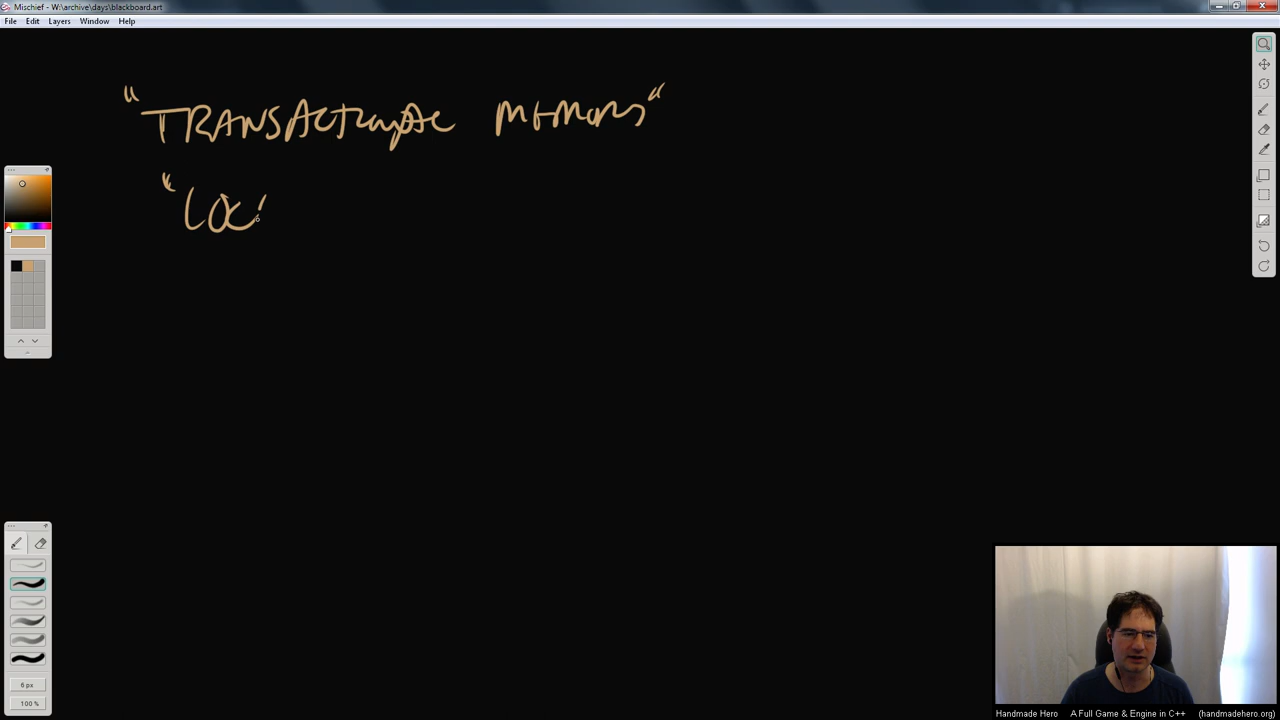 Mischief - W:\archive\days\blackboard.art
File Edit Layers Window Help
"TRANSACTIONAL MEMORY"
"LOC
6 px
100 %
Handmade Hero A Full Game & Engine in C++ (handmadehero.org)